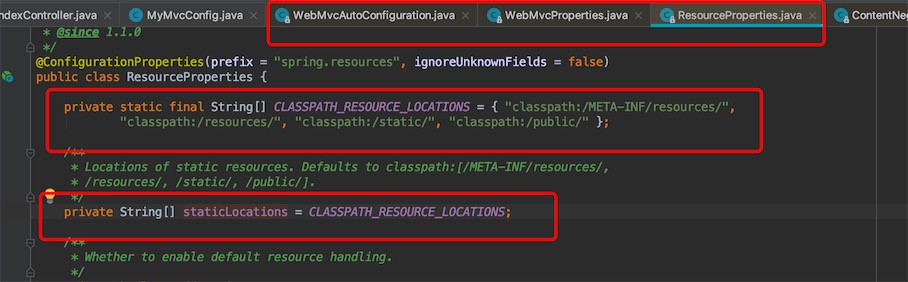 ndexController.java MyMvcConfig.java WebMvcAutoConfiguration.java WebMvcProperties.java ResourceProperties.java ContentNeg
* @since 1.1.0
*/
@ConfigurationProperties(prefix = "spring.resources", ignoreUnknownFields = false)
public class ResourceProperties {
private static final String[] CLASSPATH_RESOURCE_LOCATIONS = { "classpath:/META-INF/resources/",
"classpath:/resources/", "classpath:/static/", "classpath:/public/" };
/**
* Locations of static resources. Defaults to classpath:[/META-INF/resources/,
* /resources/, /static/, /public/].
*/
private String[] staticLocations = CLASSPATH_RESOURCE_LOCATIONS;
/**
* Whether to enable default resource handling.
*/